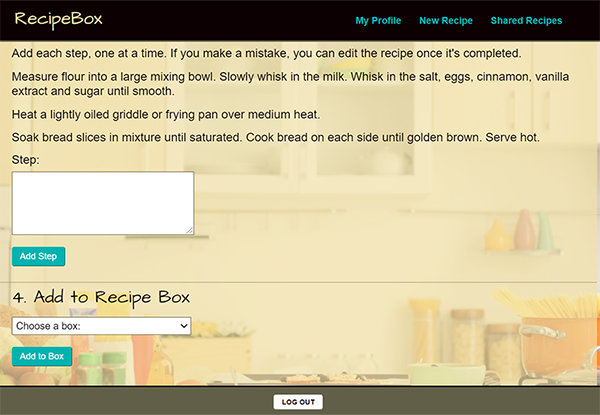 RecipeBox
My Profile New Recipe Shared Recipes
Add each step, one at a time. If you make a mistake, you can edit the recipe once it's completed.
Measure flour into a large mixing bowl. Slowly whisk in the milk. Whisk in the salt, eggs, cinnamon, vanilla
extract and sugar until smooth.
Heat a lightly oiled griddle or frying pan over medium heat.
Soak bread slices in mixture until saturated. Cook bread on each side until golden brown. Serve hot.
Step:
Add Step
4. Add to Recipe Box
Choose a box:
Add to Box
LOG OUT